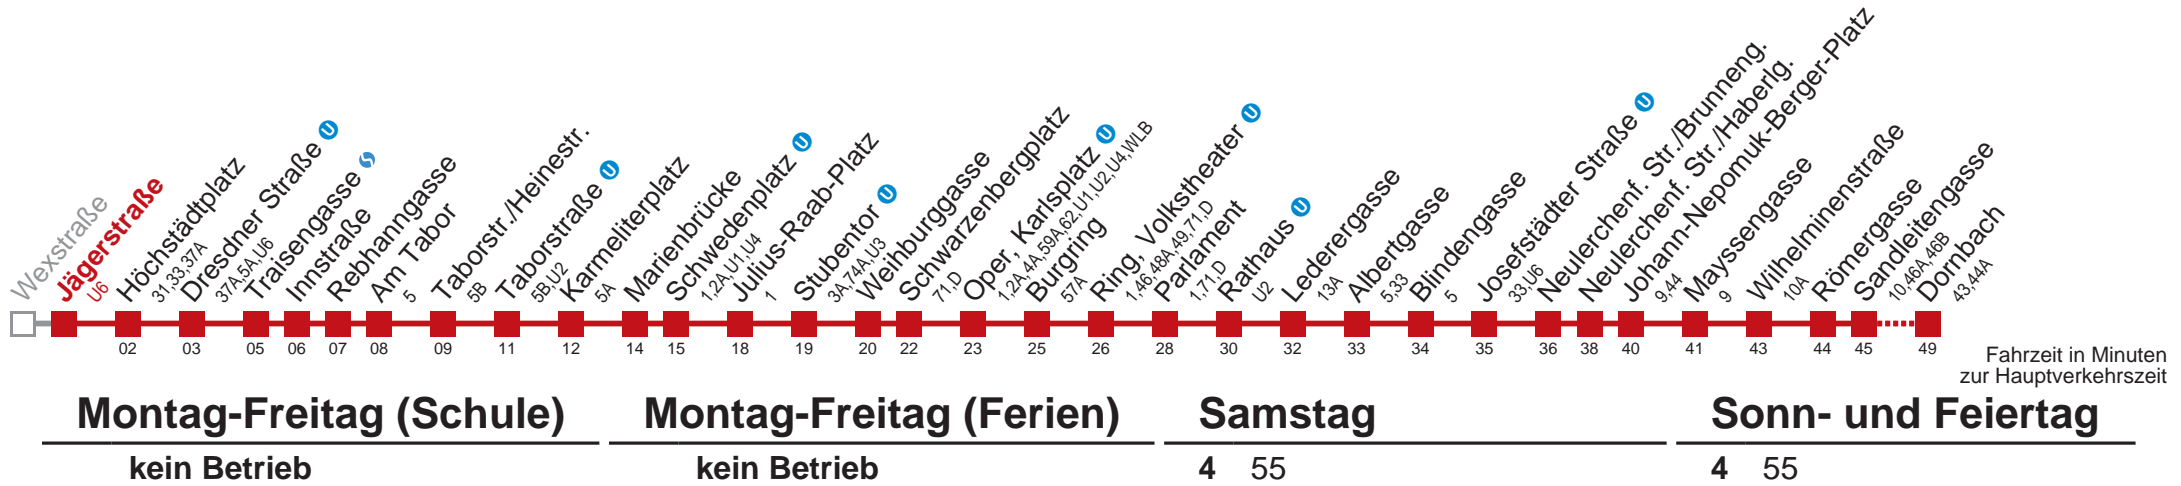 Wexstraße
Jägerstraße
U6
Höchstädtplatz
31,33,37A
Dresdner Straße U
37A,5A,U6
Traisengasse
Innstraße
Rebhanngasse
Am Tabor
5
Taborstr./Heinestr.
5B
Taborstraße U
5B,U2
Karmeliterplatz
5A
Marienbrücke
Schwedenplatz U
1,2A,U1,U4
Julius-Raab-Platz
1
Stubentor U
3A,74A,U3
Weihburggasse
Schwarzenbergplatz
71,D
Oper, Karlsplatz U
1,2A,4A,59A,62,U1,U2,U4,WLB
Burgring
57A
Ring, Volkstheater U
1,46,48A,49,71,D
Parlament
1,71,D
Rathaus U
U2
Lederergasse
13A
Albertgasse
5,33
Blindengasse
5
Josefstädter Straße U
33,U6
Neulerchenf. Str./Brunneng.
Neulerchenf. Str./Haberlg.
Johann-Nepomuk-Berger-Platz
9,44
Mayssengasse
9
Wilhelminenstraße
10A
Römergasse
Sandleitengasse
10,46A,46B
Dornbach
43,44A
02 03 05 06 07 08 09 11 12 14 15 18 19 20 22 23 25 26 28 30 32 33 34 35 36 38 40 41 43 44 45 49
Fahrzeit in Minuten
zur Hauptverkehrszeit
Montag-Freitag (Schule) Montag-Freitag (Ferien) Samstag Sonn- und Feiertag
kein Betrieb kein Betrieb 4 55 4 55